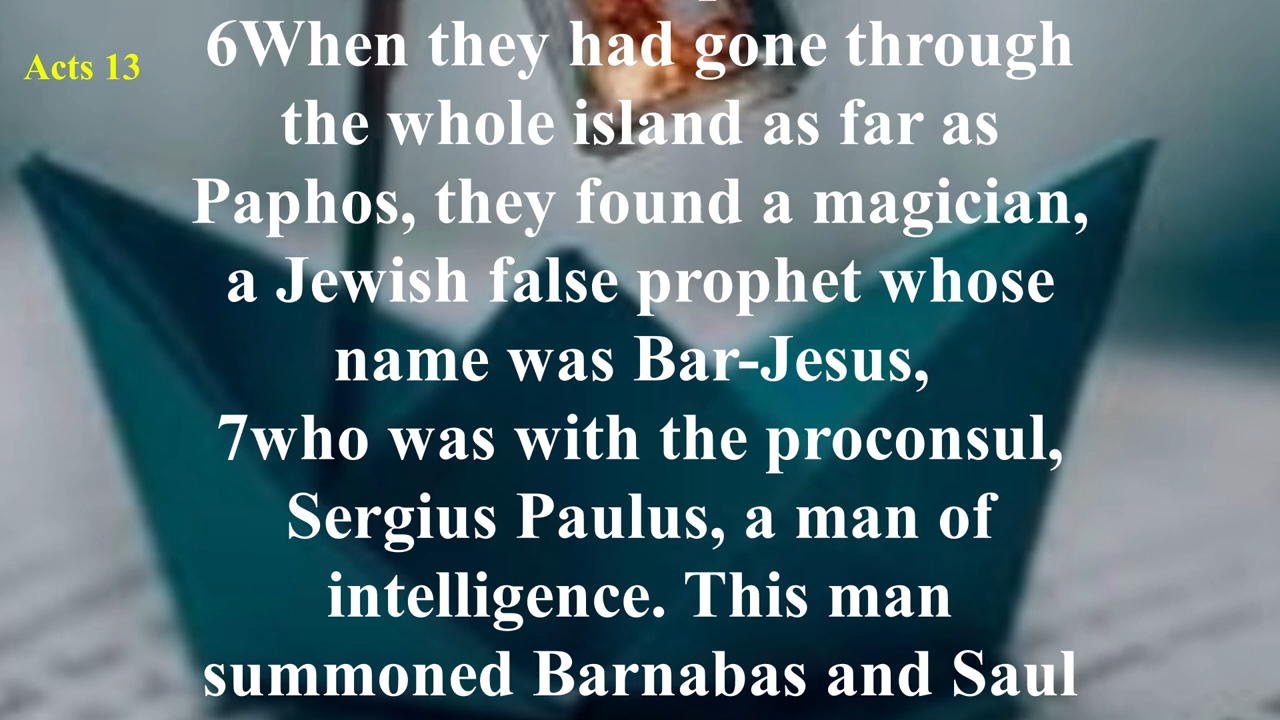 Acts 13
6When they had gone through
the whole island as far as
Paphos, they found a magician,
a Jewish false prophet whose
name was Bar-Jesus,
7who was with the proconsul,
Sergius Paulus, a man of
intelligence. This man
summoned Barnabas and Saul